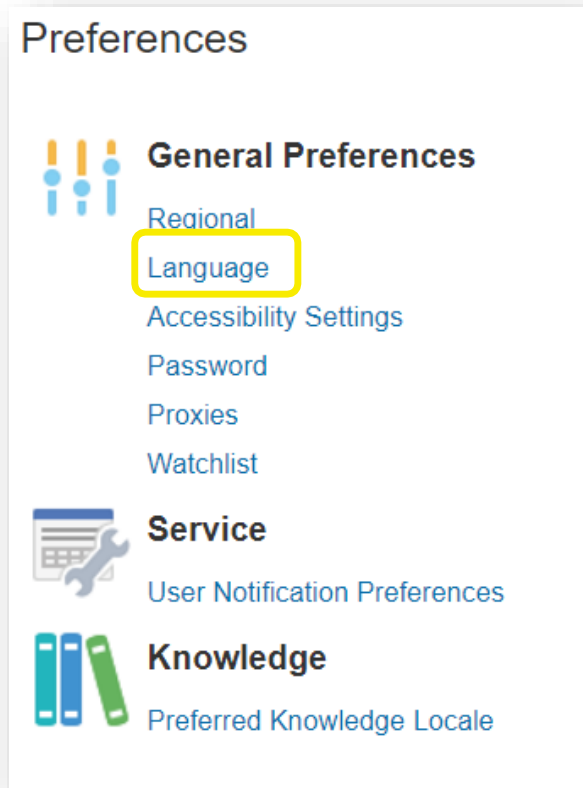 Preferences
General Preferences
Regional
Language
Accessibility Settings
Password
Proxies
Watchlist
Service
User Notification Preferences
Knowledge
Preferred Knowledge Locale